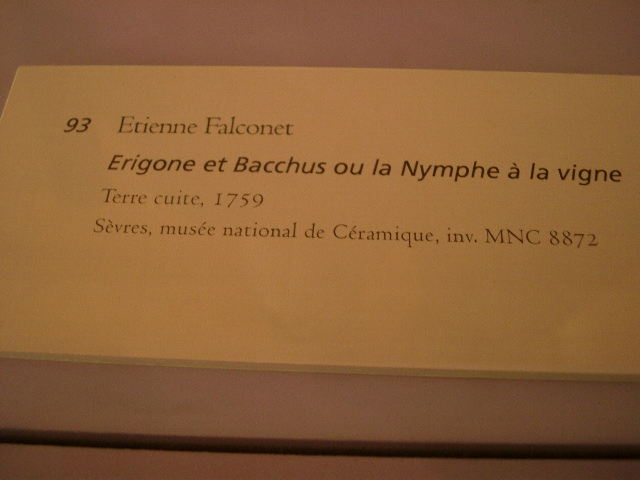 93 Etienne Falconet
Erigone et Bacchus ou la Nymphe à la vigne
Terre cuite, 1759
Sèvres, musée national de Céramique, inv. MNC 8872